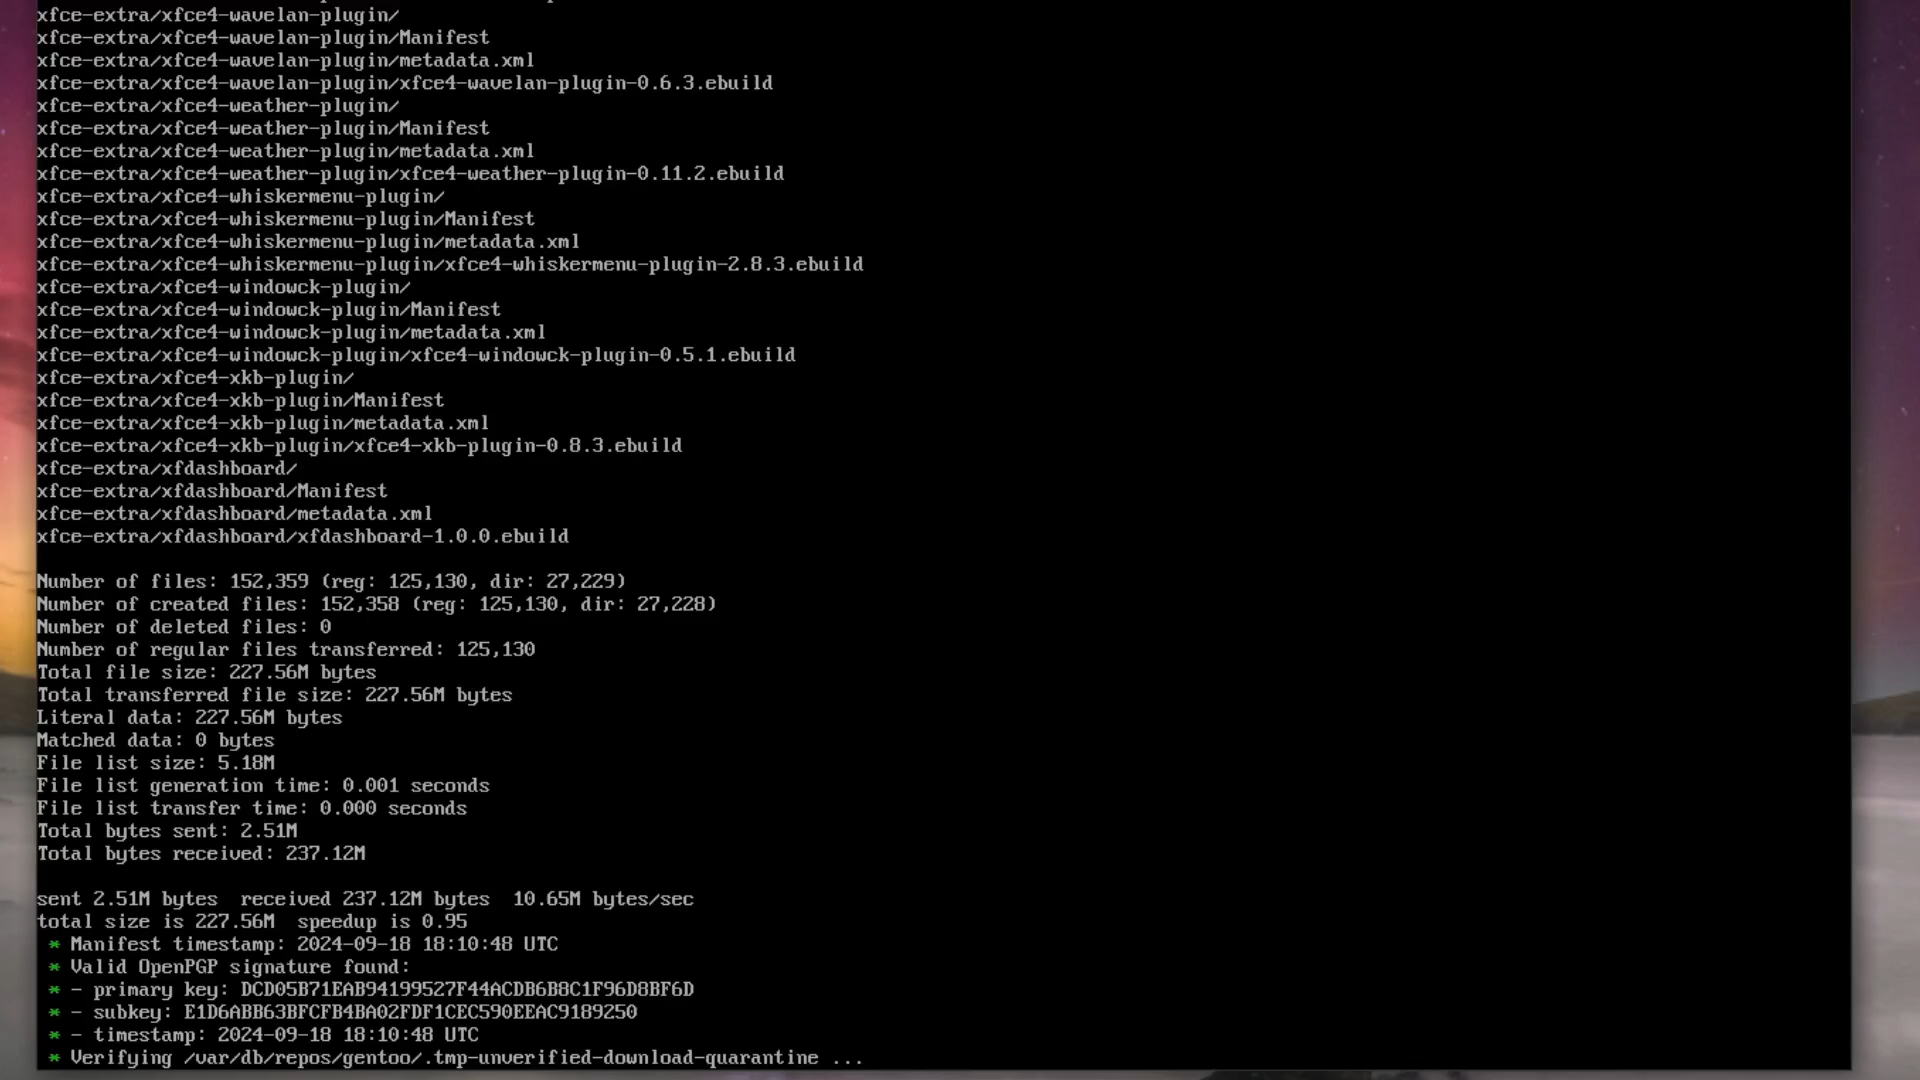 xfce-extra/xfce4-wavelan-plugin/
xfce-extra/xfce4-wavelan-plugin/Manifest
xfce-extra/xfce4-wavelan-plugin/metadata.xml
xfce-extra/xfce4-wavelan-plugin/xfce4-wavelan-plugin-0.6.3.ebuild
xfce-extra/xfce4-weather-plugin/
xfce-extra/xfce4-weather-plugin/Manifest
xfce-extra/xfce4-weather-plugin/metadata.xml
xfce-extra/xfce4-weather-plugin/xfce4-weather-plugin-0.11.2.ebuild
xfce-extra/xfce4-whiskermenu-plugin/
xfce-extra/xfce4-whiskermenu-plugin/Manifest
xfce-extra/xfce4-whiskermenu-plugin/metadata.xml
xfce-extra/xfce4-whiskermenu-plugin/xfce4-whiskermenu-plugin-2.8.3.ebuild
xfce-extra/xfce4-windowck-plugin/
xfce-extra/xfce4-windowck-plugin/Manifest
xfce-extra/xfce4-windowck-plugin/metadata.xml
xfce-extra/xfce4-windowck-plugin/xfce4-windowck-plugin-0.5.1.ebuild
xfce-extra/xfce4-xkb-plugin/
xfce-extra/xfce4-xkb-plugin/Manifest
xfce-extra/xfce4-xkb-plugin/metadata.xml
xfce-extra/xfce4-xkb-plugin/xfce4-xkb-plugin-0.8.3.ebuild
xfce-extra/xfdashboard/
xfce-extra/xfdashboard/Manifest
xfce-extra/xfdashboard/metadata.xml
xfce-extra/xfdashboard/xfdashboard-1.0.0.ebuild
Number of files: 152,359 (reg: 125,130, dir: 27,229)
Number of created files: 152,358 (reg: 125,130, dir: 27,228)
Number of deleted files: 0
Number of regular files transferred: 125,130
Total file size: 227.56M bytes
Total transferred file size: 227.56M bytes
Literal data: 227.56M bytes
Matched data: 0 bytes
File list size: 5.18M
File list generation time: 0.001 seconds
File list transfer time: 0.000 seconds
Total bytes sent: 2.51M
Total bytes received: 237.12M
sent 2.51M bytes  received 237.12M bytes  10.65M bytes/sec
total size is 227.56M  speedup is 0.95
* Manifest timestamp: 2024-09-18 18:10:48 UTC
* Valid OpenPGP signature found:
* - primary key: DCD05B71EAB94199527F44ACDB6B8C1F96D8BF6D
* - subkey: E1D6ABB63BFCFB4BA02FDF1CEC590EEAC9189250
* - timestamp: 2024-09-18 18:10:48 UTC
* Verifying /var/db/repos/gentoo/.tmp-unverified-download-quarantine ...